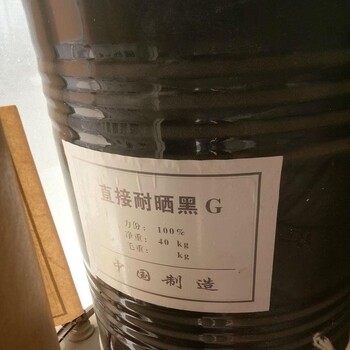 直接耐晒黑 G
力份: 100%
净重: 40 kg
毛重: kg
中国制造